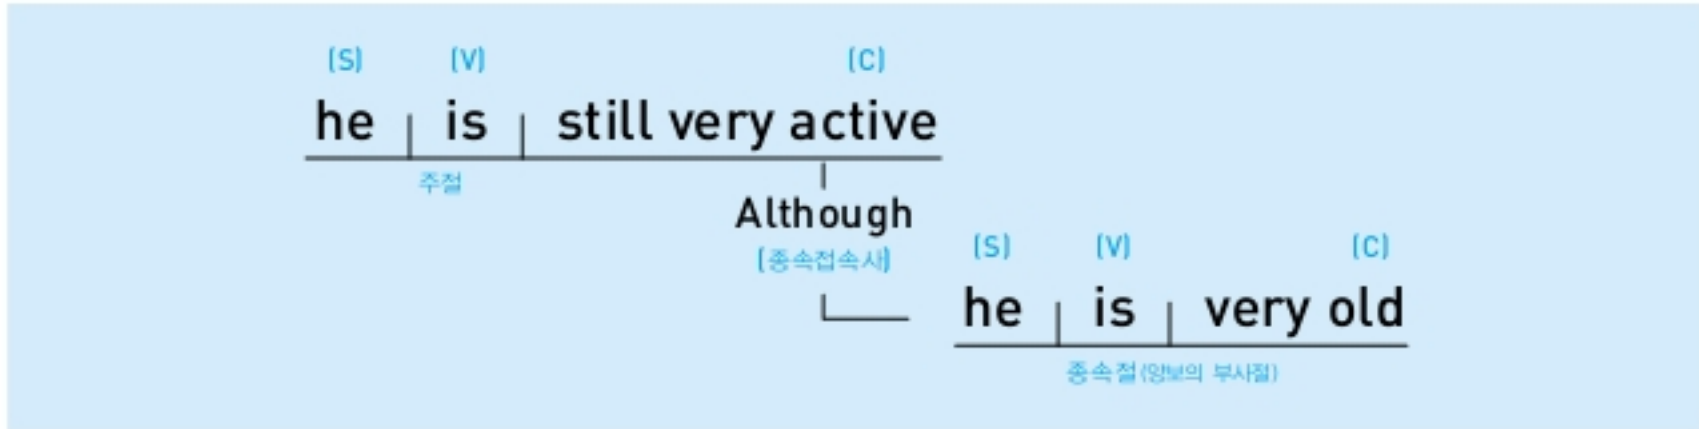 (S) (V) (C)
he is still very active
주절
Although
(종속접속사)
(S) (V) (C)
he is very old
종속절(양보의 부사절)